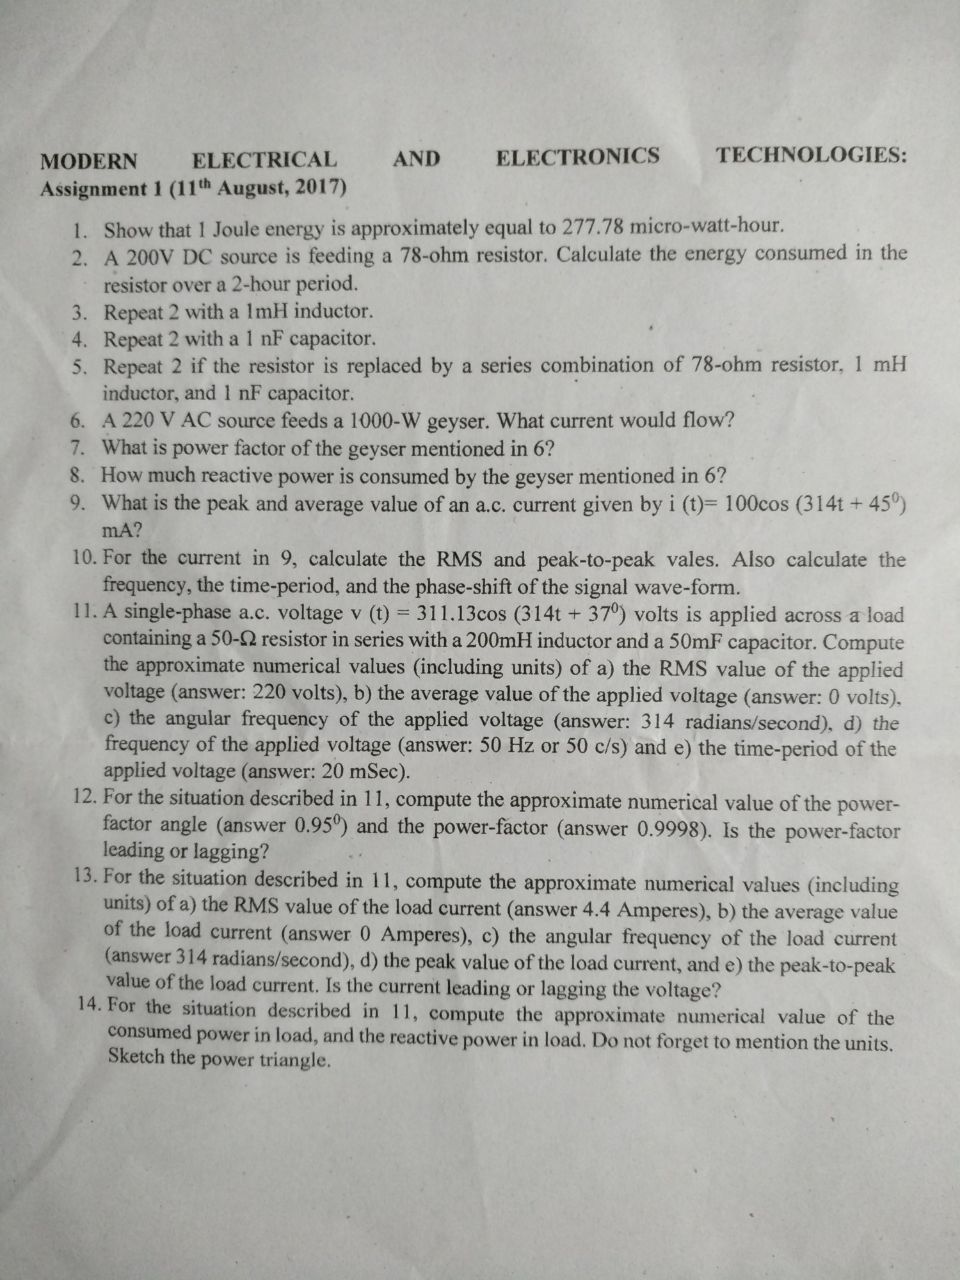 MODERN ELECTRICAL AND ELECTRONICS TECHNOLOGIES:
Assignment 1 (11th August, 2017)
1. Show that 1 Joule energy is approximately equal to 277.78 micro-watt-hour.
2. A 200V DC source is feeding a 78-ohm resistor. Calculate the energy consumed in the
resistor over a 2-hour period.
3. Repeat 2 with a 1mH inductor.
4. Repeat 2 with a 1 nF capacitor.
5. Repeat 2 if the resistor is replaced by a series combination of 78-ohm resistor, 1 mH
inductor, and 1 nF capacitor.
6. A 220 V AC source feeds a 1000-W geyser. What current would flow?
7. What is power factor of the geyser mentioned in 6?
8. How much reactive power is consumed by the geyser mentioned in 6?
9. What is the peak and average value of an a.c. current given by i (t)= 100cos (314t + 45⁰)
mA?
10. For the current in 9, calculate the RMS and peak-to-peak vales. Also calculate the
frequency, the time-period, and the phase-shift of the signal wave-form.
11. A single-phase a.c. voltage v (t) = 311.13cos (314t + 37⁰) volts is applied across a load
containing a 50-Ω resistor in series with a 200mH inductor and a 50mF capacitor. Compute
the approximate numerical values (including units) of a) the RMS value of the applied
voltage (answer: 220 volts), b) the average value of the applied voltage (answer: 0 volts),
c) the angular frequency of the applied voltage (answer: 314 radians/second), d) the
frequency of the applied voltage (answer: 50 Hz or 50 c/s) and e) the time-period of the
applied voltage (answer: 20 mSec).
12. For the situation described in 11, compute the approximate numerical value of the power-
factor angle (answer 0.95⁰) and the power-factor (answer 0.9998). Is the power-factor
leading or lagging?
13. For the situation described in 11, compute the approximate numerical values (including
units) of a) the RMS value of the load current (answer 4.4 Amperes), b) the average value
of the load current (answer 0 Amperes), c) the angular frequency of the load current
(answer 314 radians/second), d) the peak value of the load current, and e) the peak-to-peak
value of the load current. Is the current leading or lagging the voltage?
14. For the situation described in 11, compute the approximate numerical value of the
consumed power in load, and the reactive power in load. Do not forget to mention the units.
Sketch the power triangle.